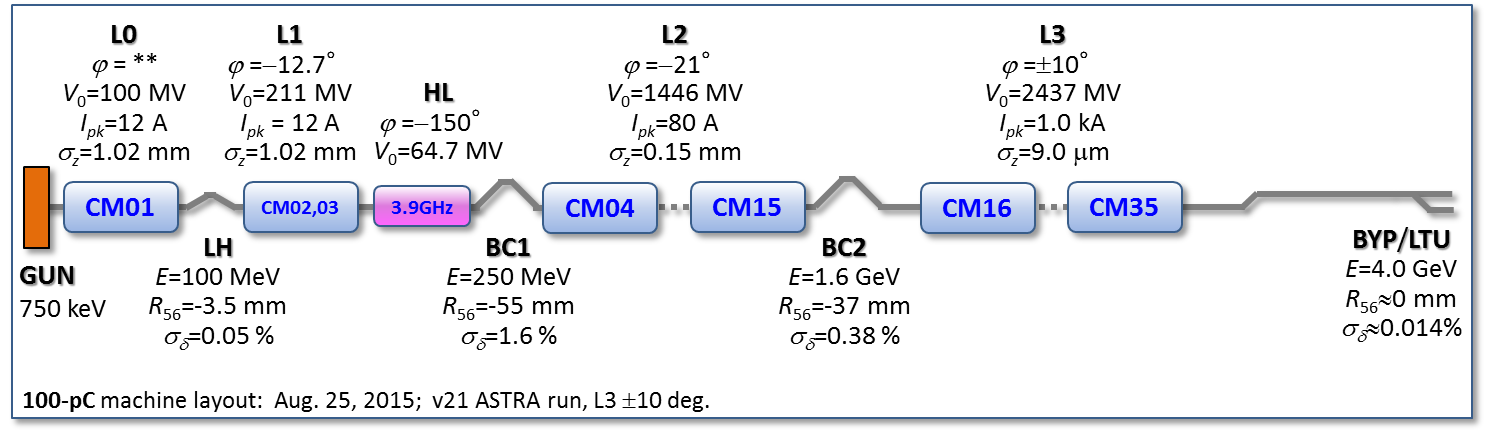 L0
φ = **
V0=100 MV
Ipk=12 A
σz=1.02 mm
L1
φ=−12.7°
V0=211 MV
Ipk = 12 A
σz=1.02 mm
HL
φ=−150°
V0=64.7 MV
L2
φ=−21°
V0=1446 MV
Ipk=80 A
σz=0.15 mm
L3
φ=±10°
V0=2437 MV
Ipk=1.0 kA
σz=9.0 μm
CM01
CM02,03
3.9GHz
CM04
CM15
CM16
CM35
GUN
750 keV
LH
E=100 MeV
R56=-3.5 mm
σδ=0.05 %
BC1
E=250 MeV
R56=-55 mm
σδ=1.6 %
BC2
E=1.6 GeV
R56=-37 mm
σδ=0.38 %
BYP/LTU
E=4.0 GeV
R56≈0 mm
σδ≈0.014%
100-pC machine layout: Aug. 25, 2015; v21 ASTRA run, L3 ±10 deg.